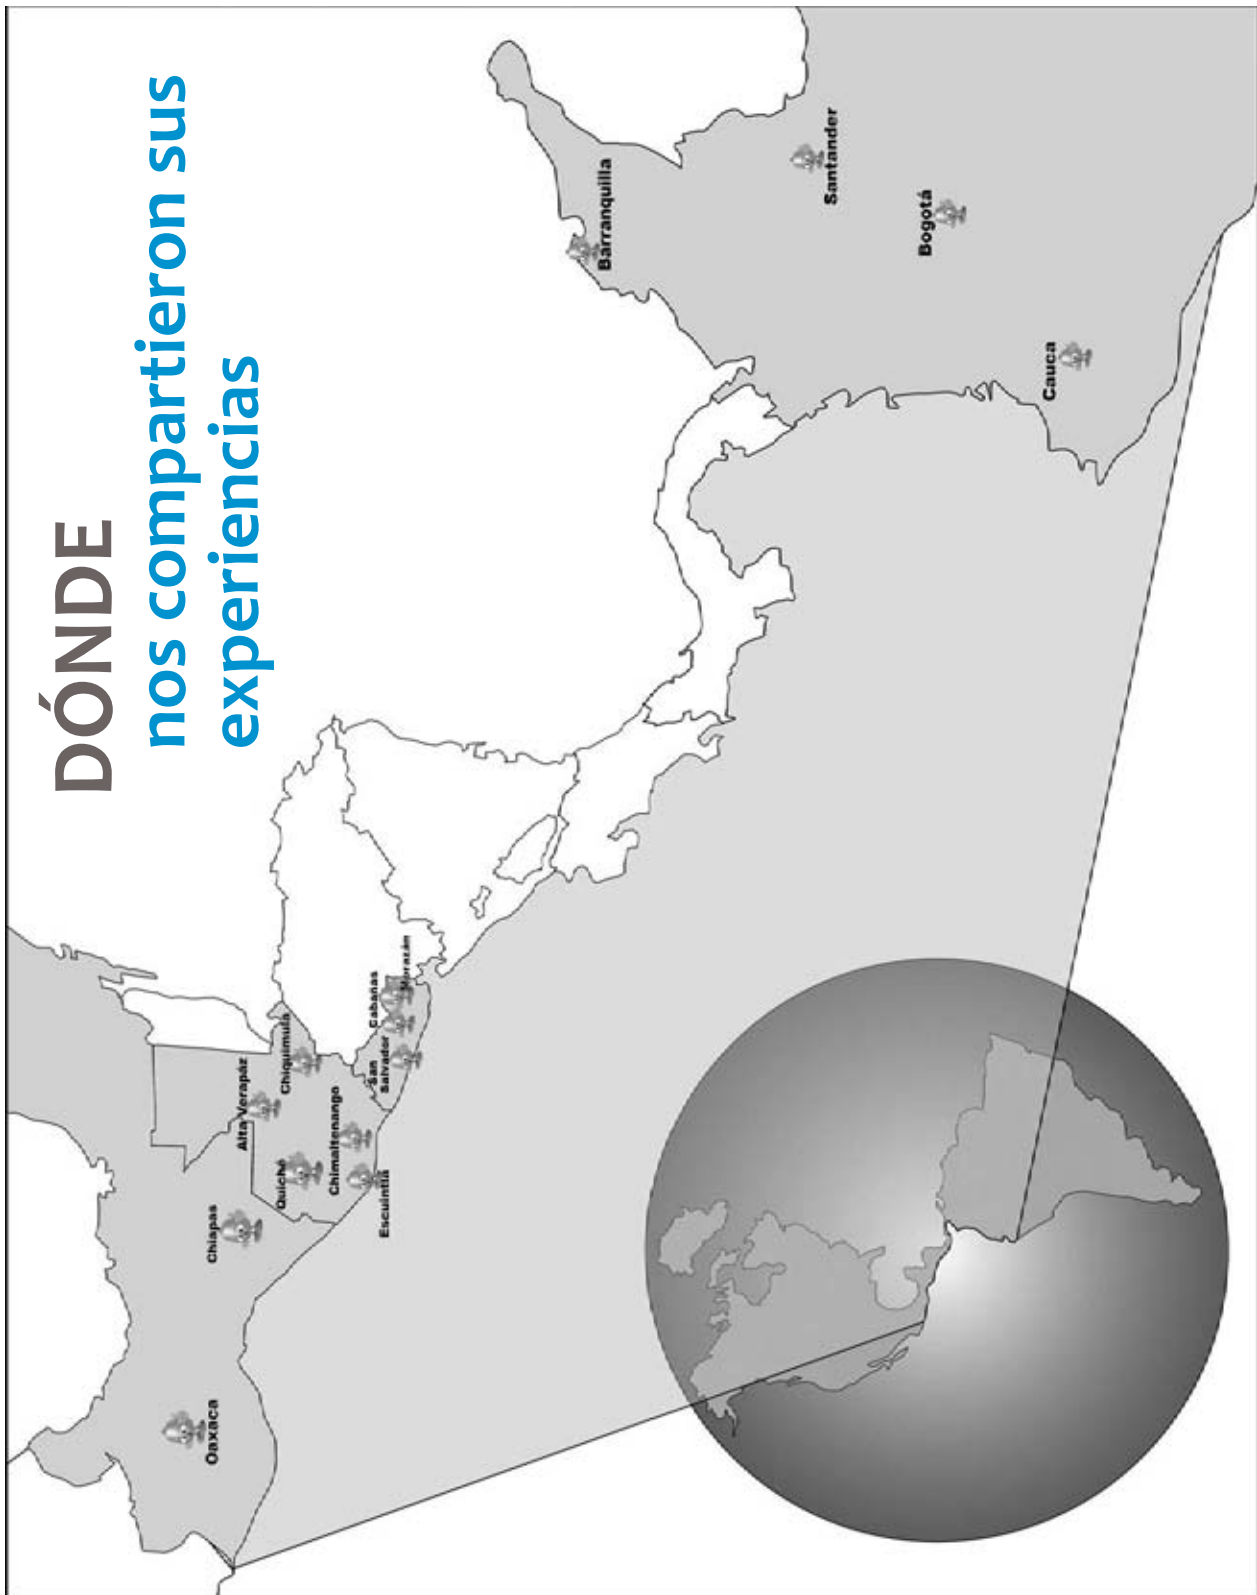 DÓNDE
nos compartieron sus
experiencias
Oaxaca
Chiapas
Quiché
Alta Verapáz
Chiquimula
Chimaltenango
Escuintla
San
Salvador
Cabañas
Morazán
Barranquilla
Santander
Bogotá
Cauca